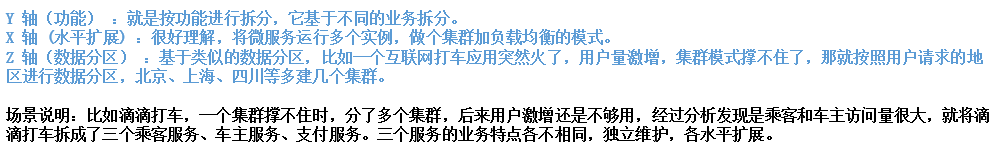 Y 轴（功能） ：就是按功能进行拆分，它基于不同的业务拆分。
X 轴（水平扩展）：很好理解，将微服务运行多个实例，做个集群加负载均衡的模式。
Z 轴（数据分区） ：基于类似的数据分区，比如一个互联网打车应用突然火了，用户量激增，集群模式撑不住了，那就按照用户请求的地
区进行数据分区，北京、上海、四川等多建几个集群。
场景说明：比如滴滴打车，一个集群撑不住时，分了多个集群，后来用户激增还是不够用，经过分析发现是乘客和车主访问量很大，就将滴
滴打车拆成了三个乘客服务、车主服务、支付服务。三个服务的业务特点各不相同，独立维护，各水平扩展。